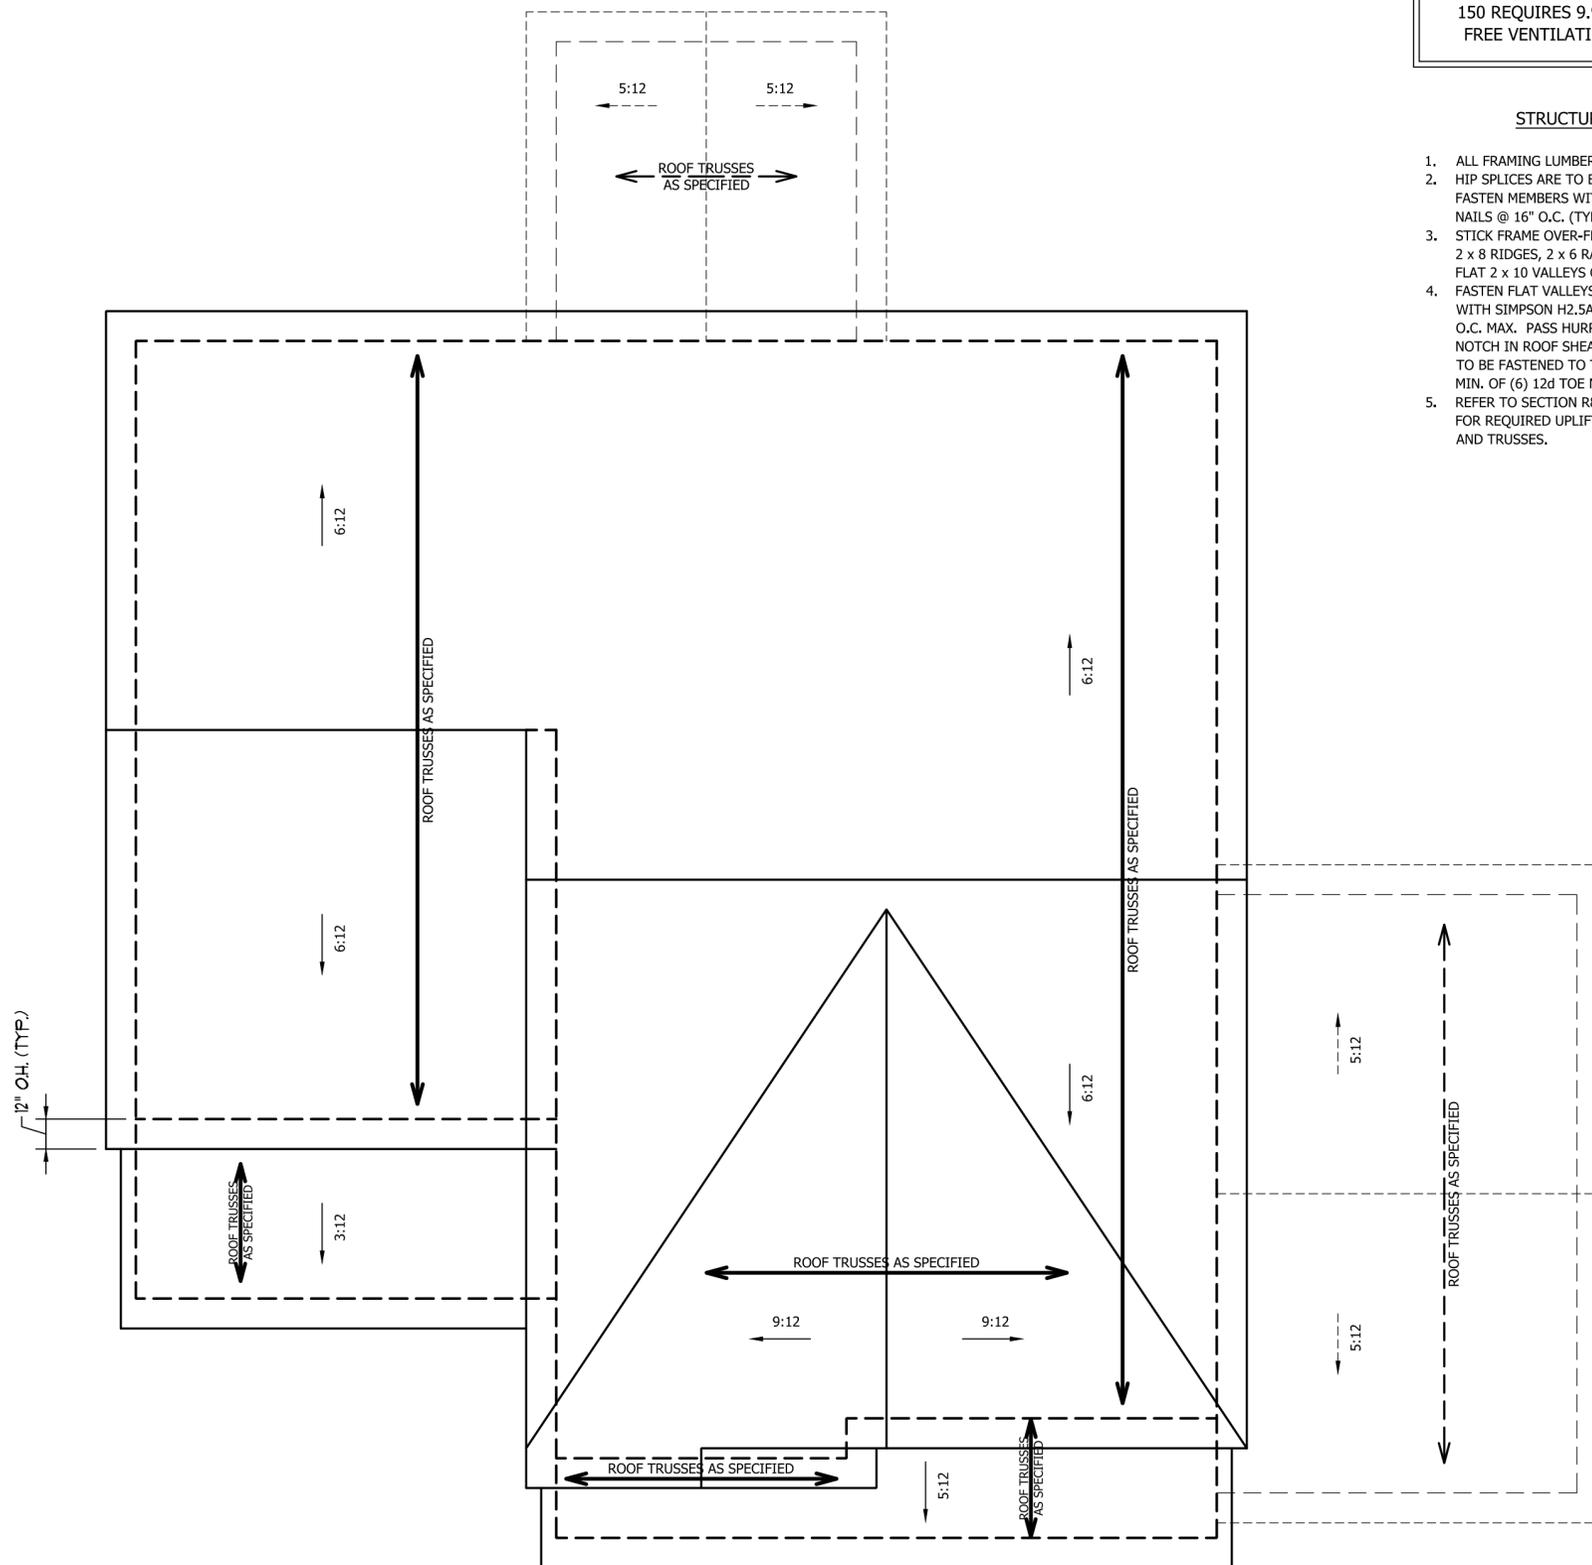 150 REQUIRES 9.
FREE VENTILATI
STRUCTU
1. ALL FRAMING LUMBER
2. HIP SPLICES ARE TO
FASTEN MEMBERS WI
NAILS @ 16" O.C. (TY
3. STICK FRAME OVER-F
2 x 8 RIDGES, 2 x 6 R
FLAT 2 x 10 VALLEYS
4. FASTEN FLAT VALLEYS
WITH SIMPSON H2.5A
O.C. MAX. PASS HUR
NOTCH IN ROOF SHEA
TO BE FASTENED TO
MIN. OF (6) 12d TOE
5. REFER TO SECTION R
FOR REQUIRED UPLIF
AND TRUSSES.
5:12
5:12
ROOF TRUSSES
AS SPECIFIED
6:12
6:12
ROOF TRUSSES AS SPECIFIED
ROOF TRUSSES AS SPECIFIED
6:12
6:12
5:12
12" O.H. (TYP.)
ROOF TRUSSES
AS SPECIFIED
3:12
ROOF TRUSSES AS SPECIFIED
ROOF TRUSSES AS SPECIFIED
9:12
9:12
5:12
ROOF TRUSSES AS SPECIFIED
5:12
ROOF TRUSSES
AS SPECIFIED